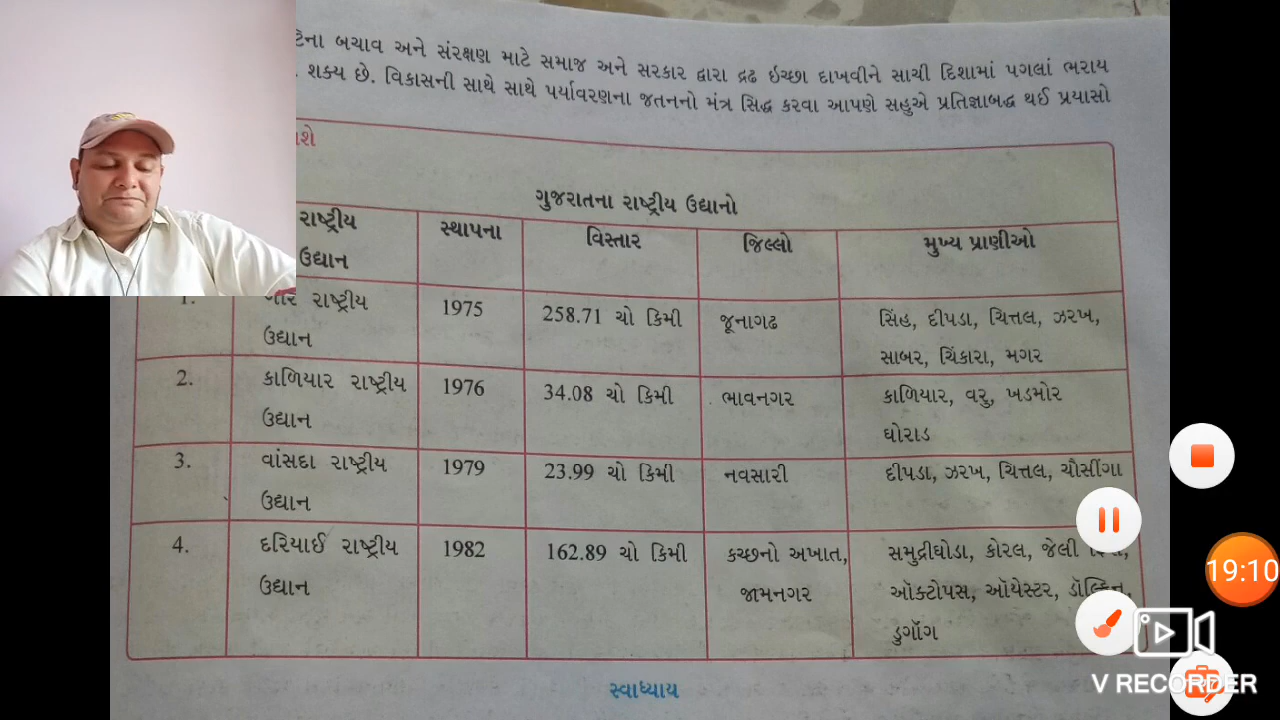 બચાવ અને સંરક્ષણ માટે સમાજ અને સરકાર દ્વારા દ્રઢ ઇચ્છા દાખવીને સાચી દિશામાં પગલાં ભરાય
શક્ય છે. વિકાસની સાથે સાથે પર્યાવરણના જતનનો મંત્ર સિદ્ધ કરવા આપણે સહુએ પ્રતિજ્ઞાબદ્ધ થઈ પ્રયાસો
ગુજરાતના રાષ્ટ્રીય ઉદ્યાનો
રાષ્ટ્રીય સ્થાપના વિસ્તાર જિલ્લો મુખ્ય પ્રાણીઓ
ઉદ્યાન
1. ગીર રાષ્ટ્રીય 1975 258.71 ચો કિમી જૂનાગઢ સિંહ, દીપડા, ચિત્તલ, ઝરખ,
ઉદ્યાન સાબર, ચિંકારા, મગર
2. કાળિયાર રાષ્ટ્રીય 1976 34.08 ચો કિમી ભાવનગર કાળિયાર, વરુ, ખડમોર
ઉદ્યાન ઘોરાડ
3. વાંસદા રાષ્ટ્રીય 1979 23.99 ચો કિમી નવસારી દીપડા, ઝરખ, ચિત્તલ, ચૌસીંગા
ઉદ્યાન
4. દરિયાઈ રાષ્ટ્રીય 1982 162.89 ચો કિમી કચ્છનો અખાત, સમુદ્રીઘોડા, કોરલ, જેલી
ઉદ્યાન જામનગર ઑક્ટોપસ, ઑયેસ્ટર, ડૉલ્ફિન,
ડુગૉંગ
સ્વાધ્યાય
19:10
V RECORDER